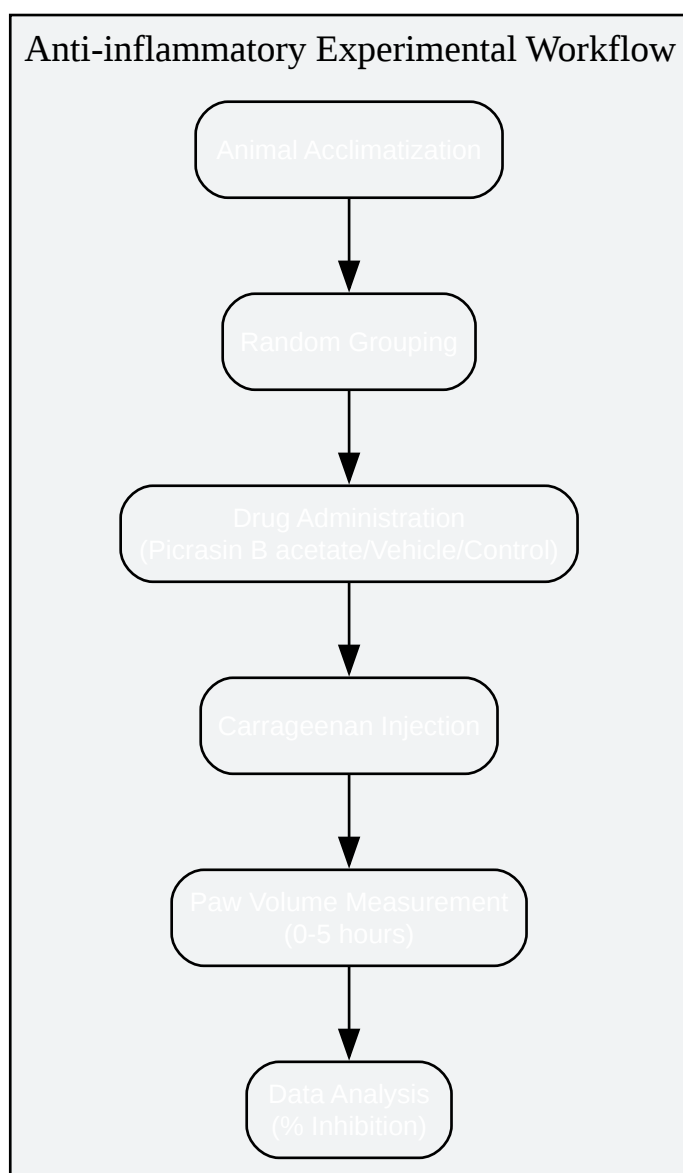 Anti-inflammatory Experimental Workflow
Animal Acclimatization
Random Grouping
Drug Administration
(Picrasin B acetate/Vehicle/Control)
Carrageenan Injection
Paw Volume Measurement
(0-5 hours)
Data Analysis
(% Inhibition)